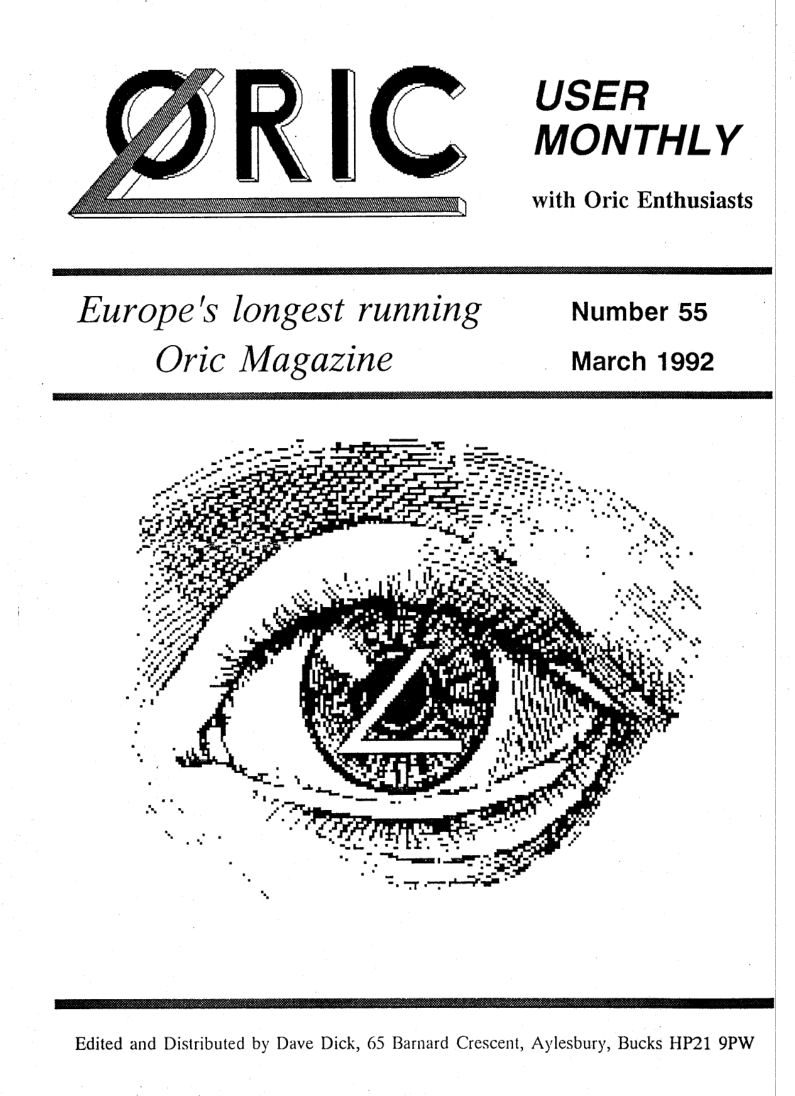 ORIC
USER
MONTHLY
with Oric Enthusiasts
Europe's longest running
Oric Magazine
Number 55
March 1992
Edited and Distributed by Dave Dick, 65 Barnard Crescent, Aylesbury, Bucks HP21 9PW